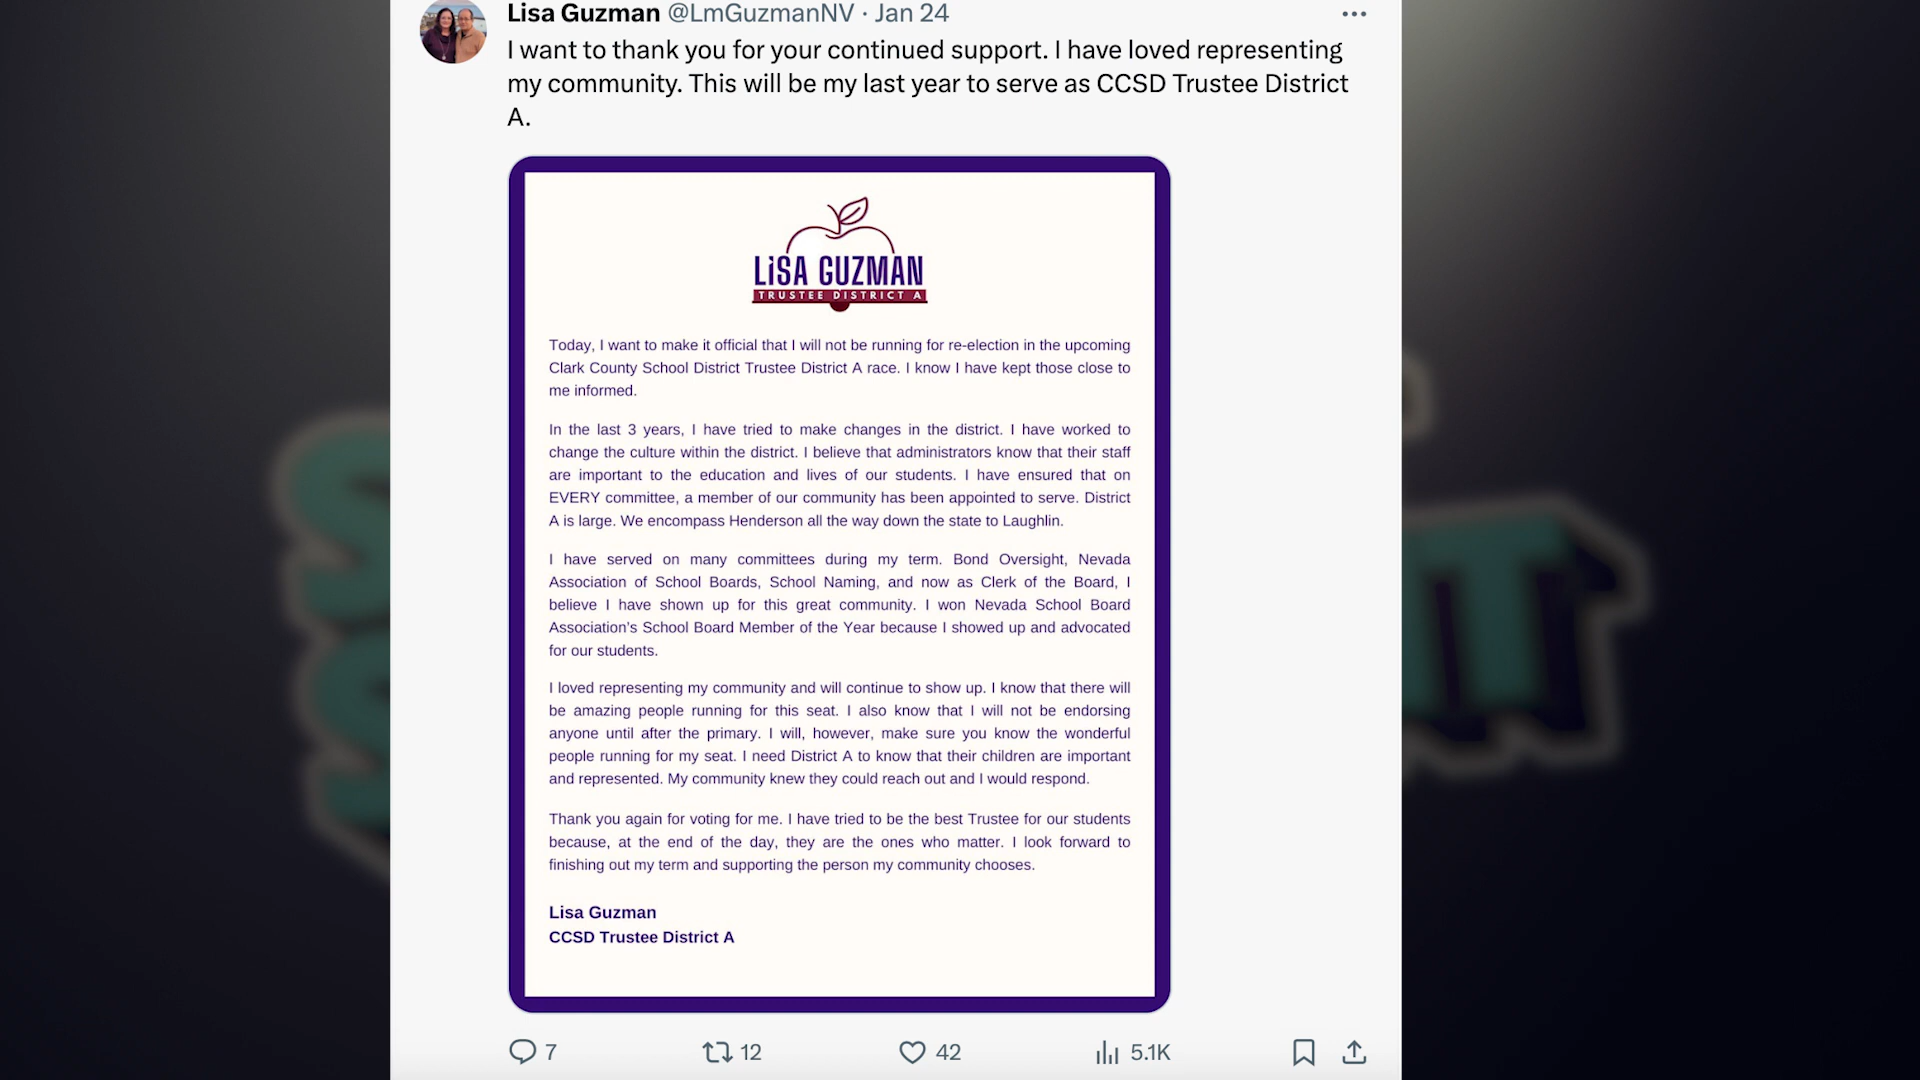 Lisa Guzman @LmGuzmanNV · Jan 24
I want to thank you for your continued support. I have loved representing
my community. This will be my last year to serve as CCSD Trustee District
A.
LiSA GUZMAN
TRUSTEE DISTRICT A
Today, I want to make it official that I will not be running for re-election in the upcoming
Clark County School District Trustee District A race. I know I have kept those close to
me informed.
In the last 3 years, I have tried to make changes in the district. I have worked to
change the culture within the district. I believe that administrators know that their staff
are important to the education and lives of our students. I have ensured that on
EVERY committee, a member of our community has been appointed to serve. District
A is large. We encompass Henderson all the way down the state to Laughlin.
I have served on many committees during my term. Bond Oversight, Nevada
Association of School Boards, School Naming, and now as Clerk of the Board, I
believe I have shown up for this great community. I won Nevada School Board
Association's School Board Member of the Year because I showed up and advocated
for our students.
I loved representing my community and will continue to show up. I know that there will
be amazing people running for this seat. I also know that I will not be endorsing
anyone until after the primary. I will, however, make sure you know the wonderful
people running for my seat. I need District A to know that their children are important
and represented. My community knew they could reach out and I would respond.
Thank you again for voting for me. I have tried to be the best Trustee for our students
because, at the end of the day, they are the ones who matter. I look forward to
finishing out my term and supporting the person my community chooses.
Lisa Guzman
CCSD Trustee District A
7 12 42 5.1K